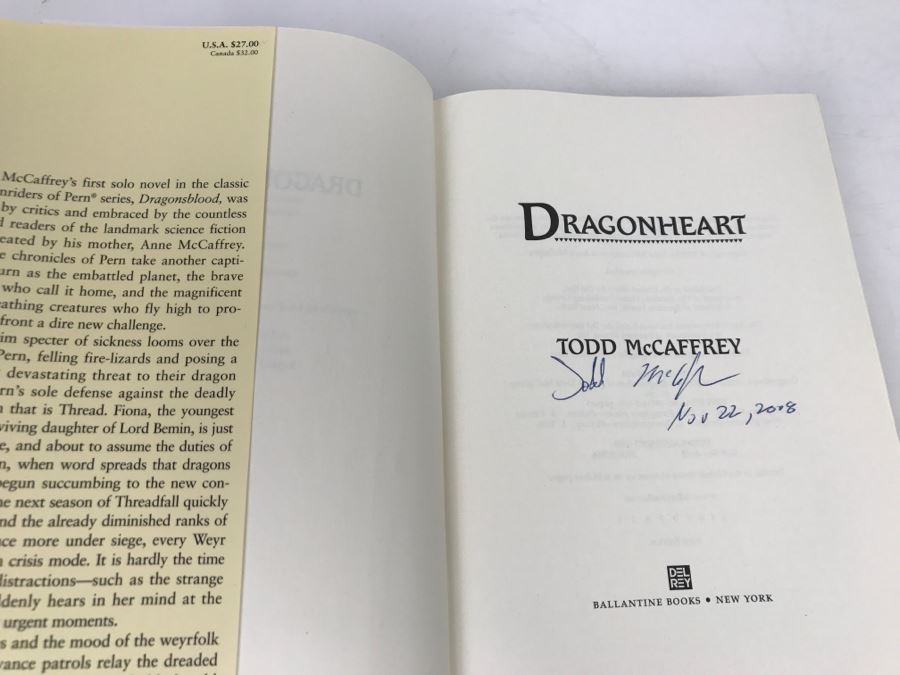 U.S.A. $27.00
Canada $32.00
McCaffrey's first solo novel in the classic
nriders of Pern® series, Dragonsblood, was
by critics and embraced by the countless
d readers of the landmark science fiction
eated by his mother, Anne McCaffrey.
e chronicles of Pern take another capti-
urn as the embattled planet, the brave
who call it home, and the magnificent
eathing creatures who fly high to pro-
front a dire new challenge.
im specter of sickness looms over the
Pern, felling fire-lizards and posing a
devastating threat to their dragon
rn's sole defense against the deadly
n that is Thread. Fiona, the youngest
viving daughter of Lord Bemin, is just
e, and about to assume the duties of
n, when word spreads that dragons
begun succumbing to the new con-
he next season of Threadfall quickly
nd the already diminished ranks of
ce more under siege, every Weyr
n crisis mode. It is hardly the time
distractions—such as the strange
ddenly hears in her mind at the
urgent moments.
s and the mood of the weyrfolk
vance patrols relay the dreaded
DRAGONHEART
TODD McCAFFREY
Todd McCaffrey
Nov 22, 2008
DEL
REY
BALLANTINE BOOKS • NEW YORK